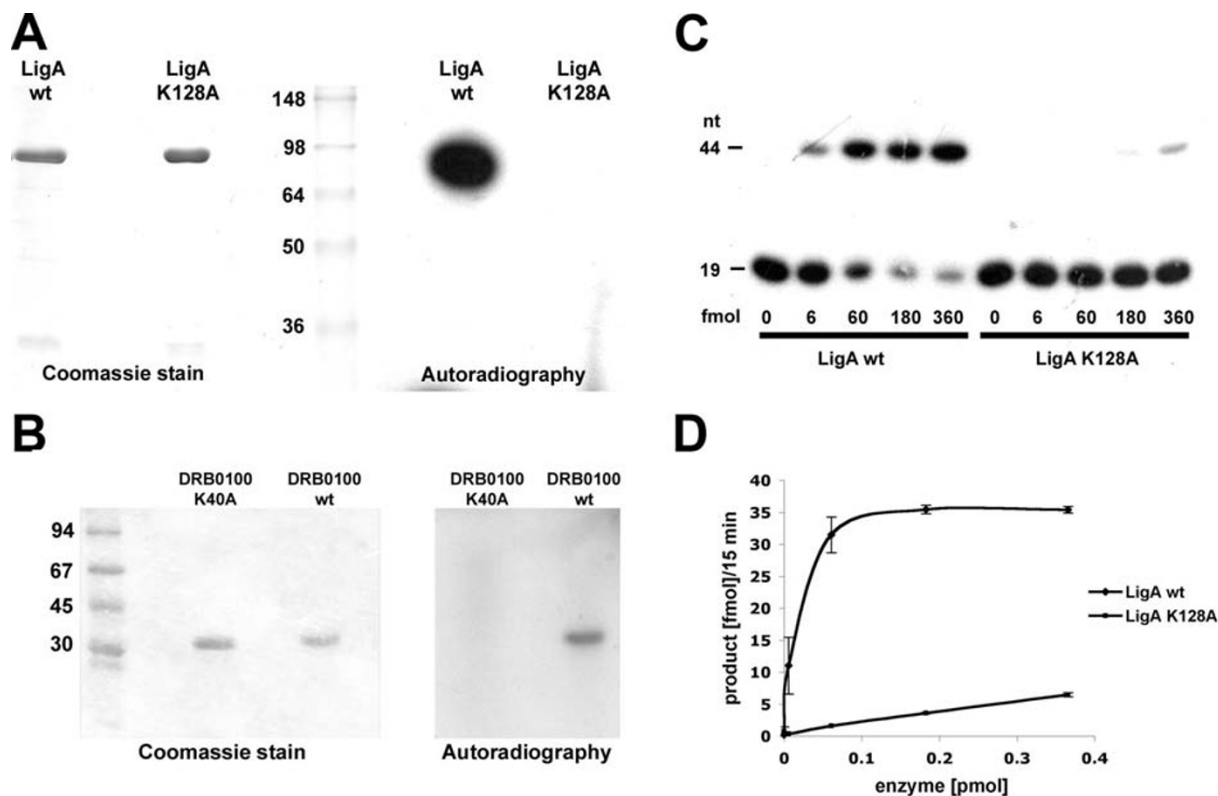 A
LigA
wt
LigA
K128A
LigA
wt
LigA
K128A
148
98
64
50
36
Coomassie stain
Autoradiography
B
DRB0100
K40A
DRB0100
wt
DRB0100
K40A
DRB0100
wt
94
67
45
30
Coomassie stain
Autoradiography
C
nt
44
19
fmol 0 6 60 180 360 0 6 60 180 360
LigA wt LigA K128A
D
product [fmol]/15 min
40
35
30
25
20
15
10
5
0
0 0.1 0.2 0.3 0.4
enzyme [pmol]
LigA wt
LigA K128A